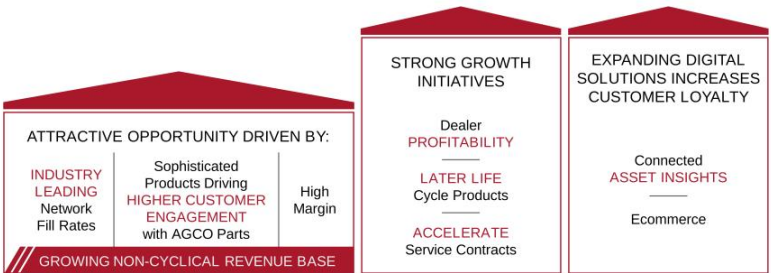 ATTRACTIVE OPPORTUNITY DRIVEN BY:
INDUSTRY
LEADING
Network
Fill Rates
Sophisticated
Products Driving
HIGHER CUSTOMER
ENGAGEMENT
with AGCO Parts
High
Margin
GROWING NON-CYCLICAL REVENUE BASE
STRONG GROWTH
INITIATIVES
Dealer
PROFITABILITY
LATER LIFE
Cycle Products
ACCELERATE
Service Contracts
EXPANDING DIGITAL
SOLUTIONS INCREASES
CUSTOMER LOYALTY
Connected
ASSET INSIGHTS
Ecommerce